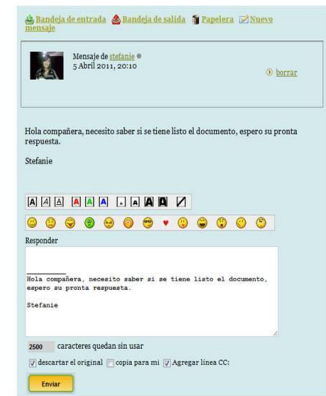 Bandeja de entrada Bandeja de salida Papelera Nuevo
mensaje
Mensaje de stefanie
5 Abril 2011, 20:10
borrar
Hola compañera, necesito saber si se tiene listo el documento, espero su pronta
respuesta.
Stefanie
A A A A A A A A A A
Responder
Hola compañera, necesito saber si se tiene listo el documento,
espero su pronta respuesta.
Stefanie
2500 caracteres quedan sin usar
descartar el original copia para mi Agregar linea CC:
Enviar